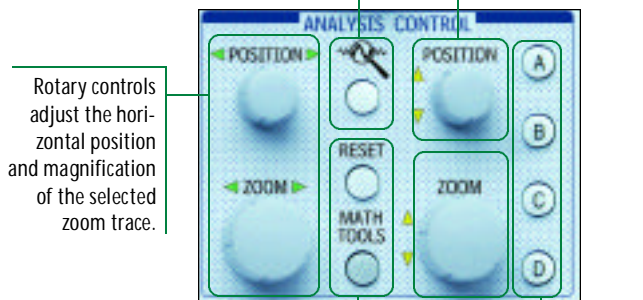 ANALYSIS CONTROL
POSITION
POSITION
A
Rotary controls
adjust the hori-
zontal position
and magnification
of the selected
zoom trace.
B
RESET
ZOOM
ZOOM
C
MATH
TOOLS
D